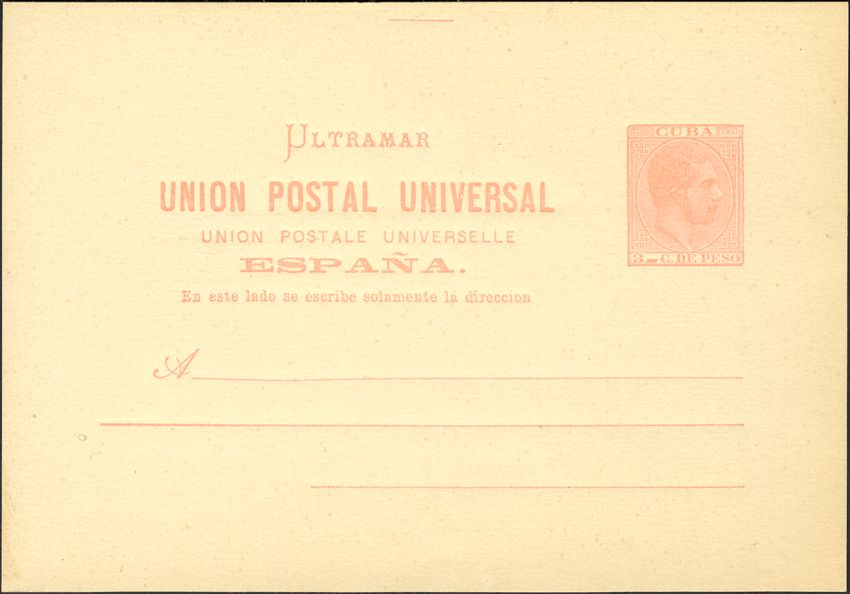 ULTRAMAR
UNION POSTAL UNIVERSAL
UNION POSTALE UNIVERSELLE
ESPAÑA.
En este lado se escribe solamente la direccion
A
CUBA
3 - C. DE PESO